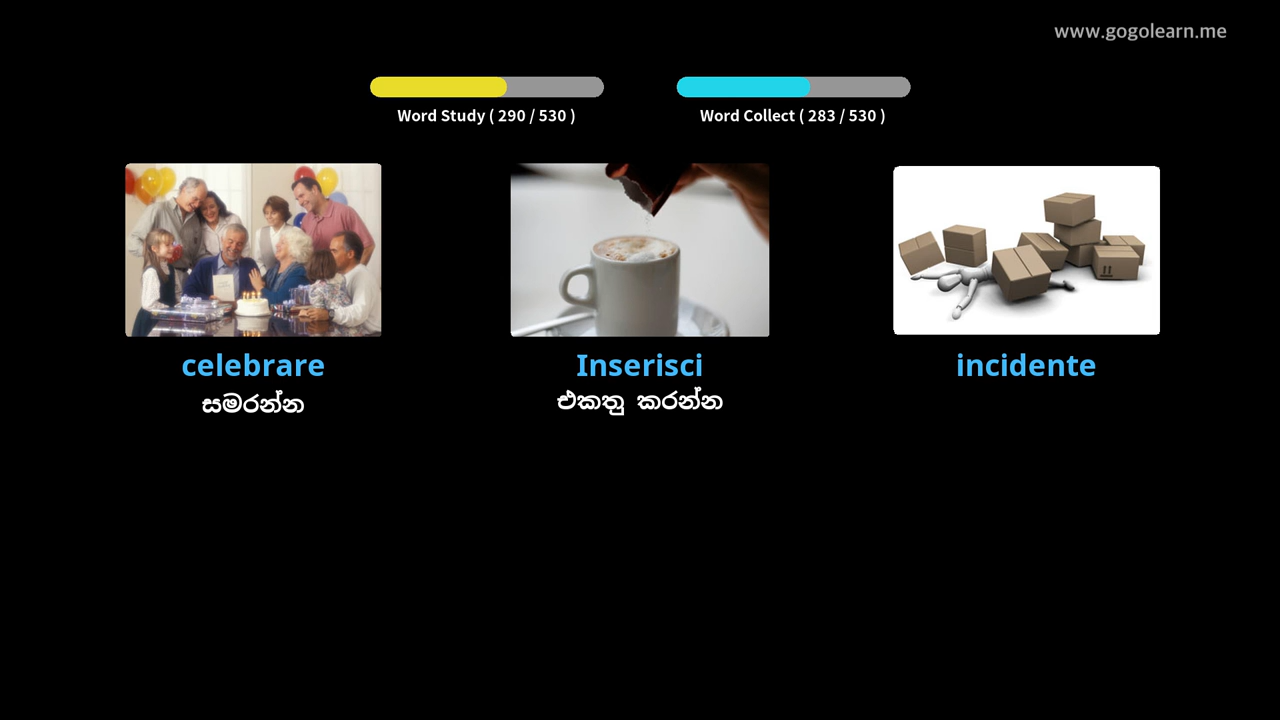 www.gogolearn.me
Word Study ( 290 / 530 )
Word Collect ( 283 / 530 )
celebrare
සමරන්න
Inserisci
එකතු කරන්න
incidente